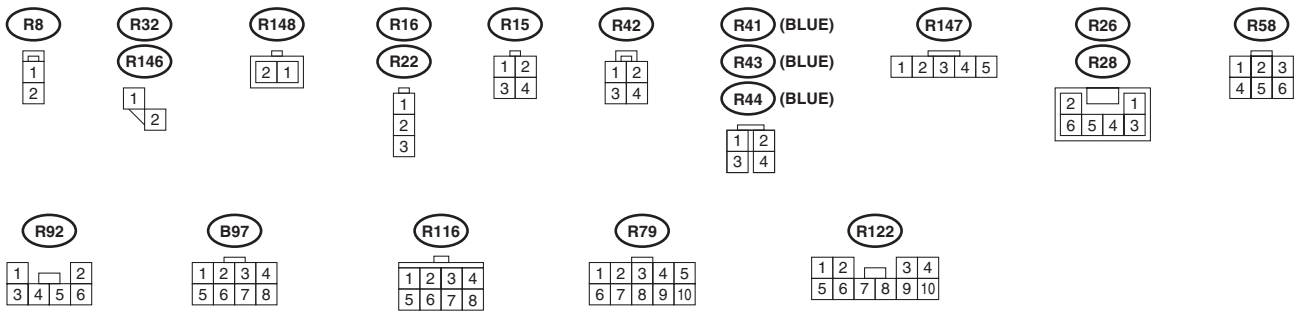 R8 R32 R148 R16 R15 R42 R41 (BLUE) R147 R26 R58
R146 R22 R43 (BLUE) R28
R44 (BLUE)
1 2 1 1 2 1 2 1 2 3 4 5 2 1 1 2 3
2 1 3 4 3 4 6 5 4 3 4 5 6
2 2 1 2
3 3 4
R92 B97 R116 R79 R122
1 2 1 2 3 4 1 2 3 4 1 2 3 4 5 1 2 3 4
3 4 5 6 5 6 7 8 5 6 7 8 6 7 8 9 10 5 6 7 8 9 10